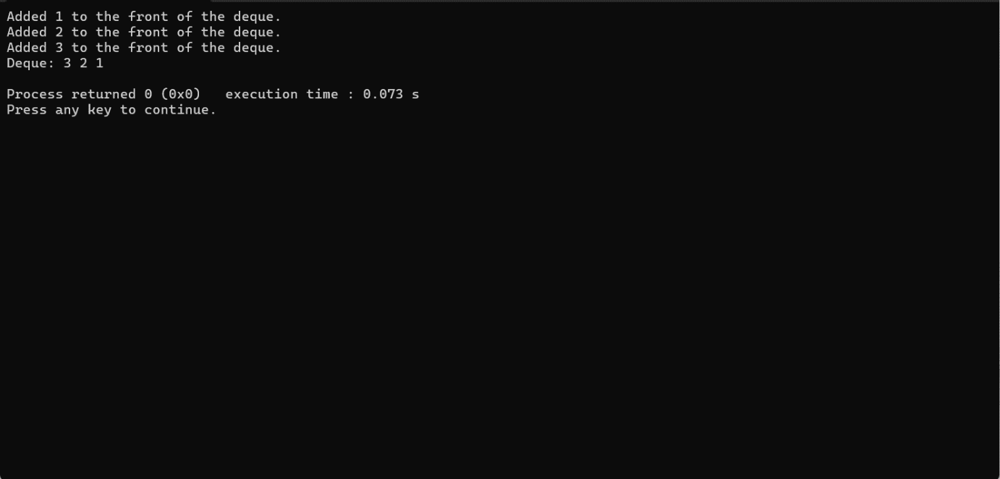 Added 1 to the front of the deque.
Added 2 to the front of the deque.
Added 3 to the front of the deque.
Deque: 3 2 1
Process returned 0 (0x0)   execution time : 0.073 s
Press any key to continue.